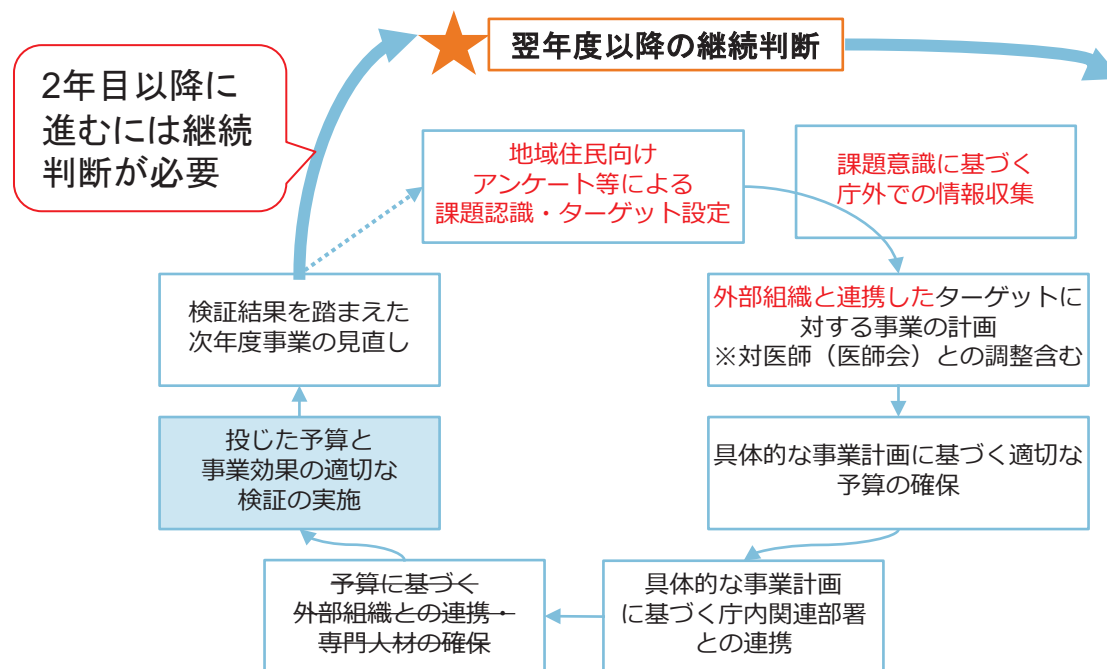 翌年度以降の継続判断
2年目以降に
進むには継続
判断が必要
地域住民向け
アンケート等による
課題認識・ターゲット設定
課題意識に基づく
庁外での情報収集
外部組織と連携したターゲットに
対する事業の計画
※対医師（医師会）との調整含む
具体的な事業計画に基づく適切な
予算の確保
具体的な事業計画
に基づく庁内関連部署
との連携
予算に基づく
外部組織との連携・
専門人材の確保
投じた予算と
事業効果の適切な
検証の実施
検証結果を踏まえた
次年度事業の見直し